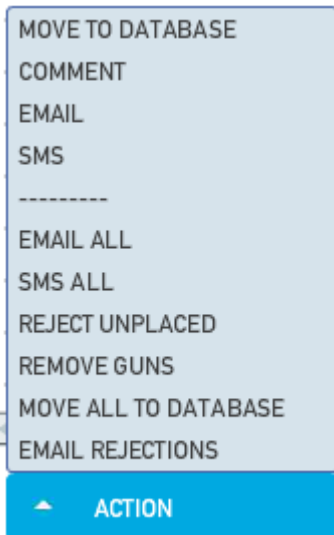 MOVE TO DATABASE
COMMENT
EMAIL
SMS
---------
EMAIL ALL
SMS ALL
REJECT UNPLACED
REMOVE GUNS
MOVE ALL TO DATABASE
EMAIL REJECTIONS
ACTION